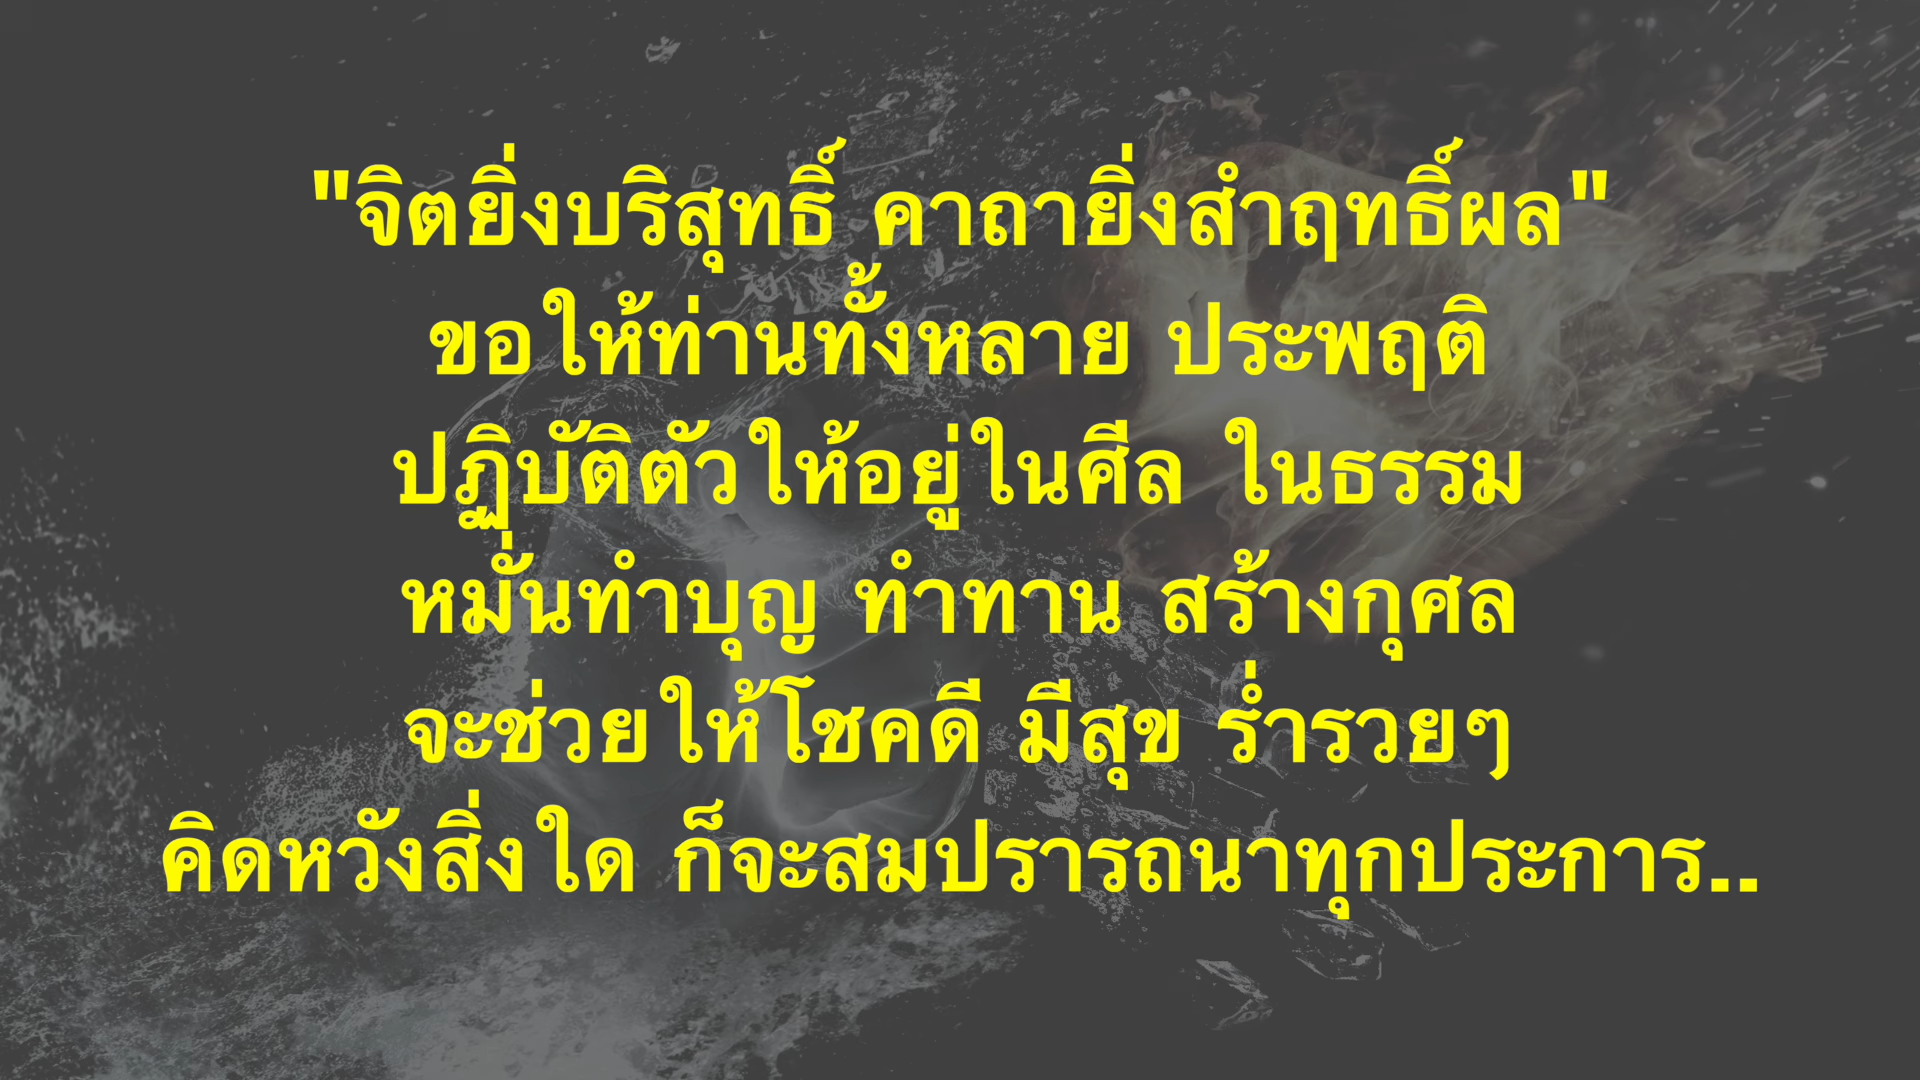 "จิตยิ่งบริสุทธิ์ คาถายิ่งสำฤทธิ์ผล"
ขอให้ท่านทั้งหลาย ประพฤติ
ปฏิบัติตัวให้อยู่ในศีล ในธรรม
หมั่นทำบุญ ทำทาน สร้างกุศล
จะช่วยให้โชคดี มีสุข ร่ำรวยๆ
คิดหวังสิ่งใด ก็จะสมปรารถนาทุกประการ..